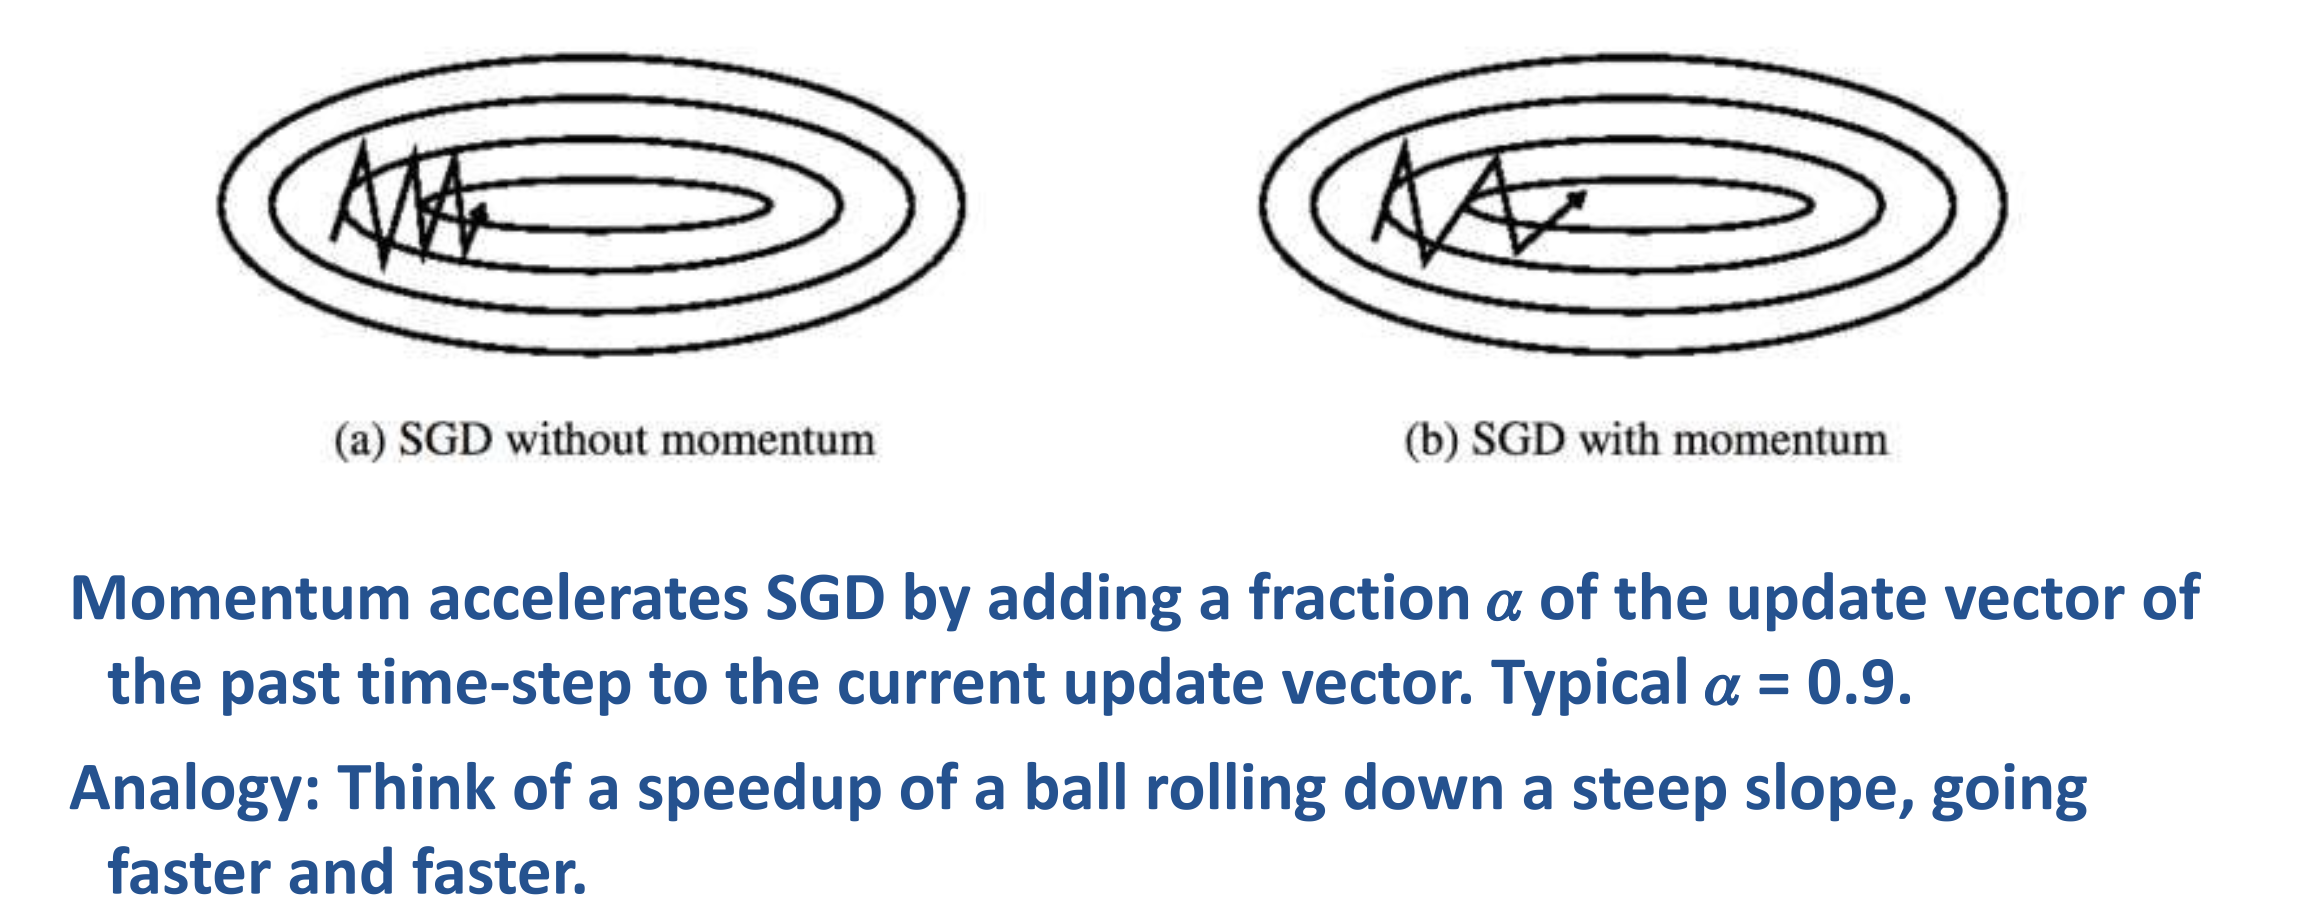 (a) SGD without momentum
(b) SGD with momentum
Momentum accelerates SGD by adding a fraction α of the update vector of
the past time-step to the current update vector. Typical α = 0.9.
Analogy: Think of a speedup of a ball rolling down a steep slope, going
faster and faster.